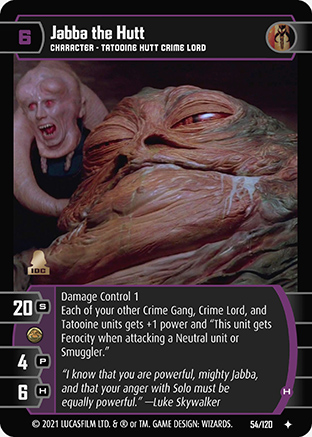 6
Jabba the Hutt
CHARACTER - TATOOINE HUTT CRIME LORD
IDC
20 S
Damage Control 1
Each of your other Crime Gang, Crime Lord, and
Tatooine units gets +1 power and “This unit gets
Ferocity when attacking a Neutral unit or
Smuggler.”
4 P
6 H
“I know that you are powerful, mighty Jabba,
and that your anger with Solo must be
equally powerful.” —Luke Skywalker
H
© 2021 LUCASFILM LTD. & ® or TM. GAME DESIGN: WIZARDS.
54/120